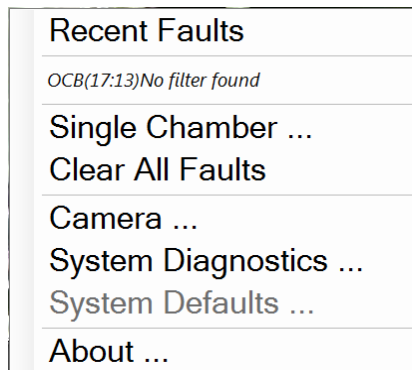 Recent Faults
OCB(17:13)No filter found
Single Chamber ...
Clear All Faults
Camera ...
System Diagnostics ...
System Defaults ...
About ...